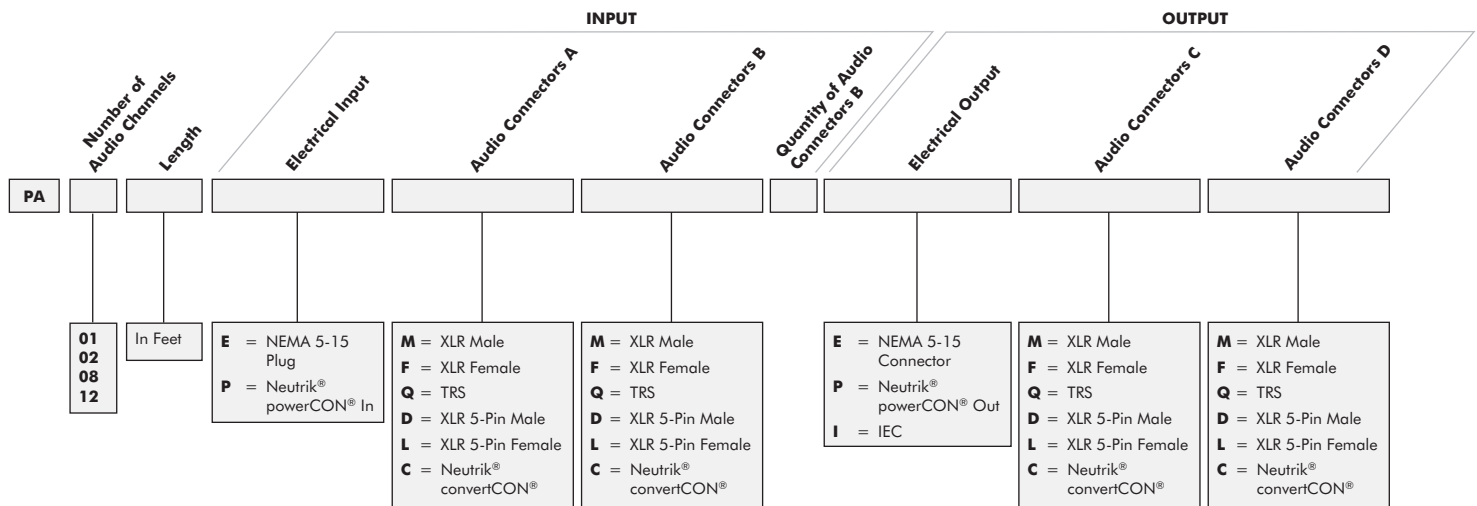 INPUT
OUTPUT
Number of
Audio Channels
Length
Electrical Input
Audio Connectors A
Audio Connectors B
Quantity of Audio
Connectors B
Electrical Output
Audio Connectors C
Audio Connectors D
PA
01
02
08
12
In Feet
E = NEMA 5-15
Plug
P = Neutrik®
powerCON® In
M = XLR Male
F = XLR Female
Q = TRS
D = XLR 5-Pin Male
L = XLR 5-Pin Female
C = Neutrik®
convertCON®
M = XLR Male
F = XLR Female
Q = TRS
D = XLR 5-Pin Male
L = XLR 5-Pin Female
C = Neutrik®
convertCON®
E = NEMA 5-15
Connector
P = Neutrik®
powerCON® Out
I = IEC
M = XLR Male
F = XLR Female
Q = TRS
D = XLR 5-Pin Male
L = XLR 5-Pin Female
C = Neutrik®
convertCON®
M = XLR Male
F = XLR Female
Q = TRS
D = XLR 5-Pin Male
L = XLR 5-Pin Female
C = Neutrik®
convertCON®